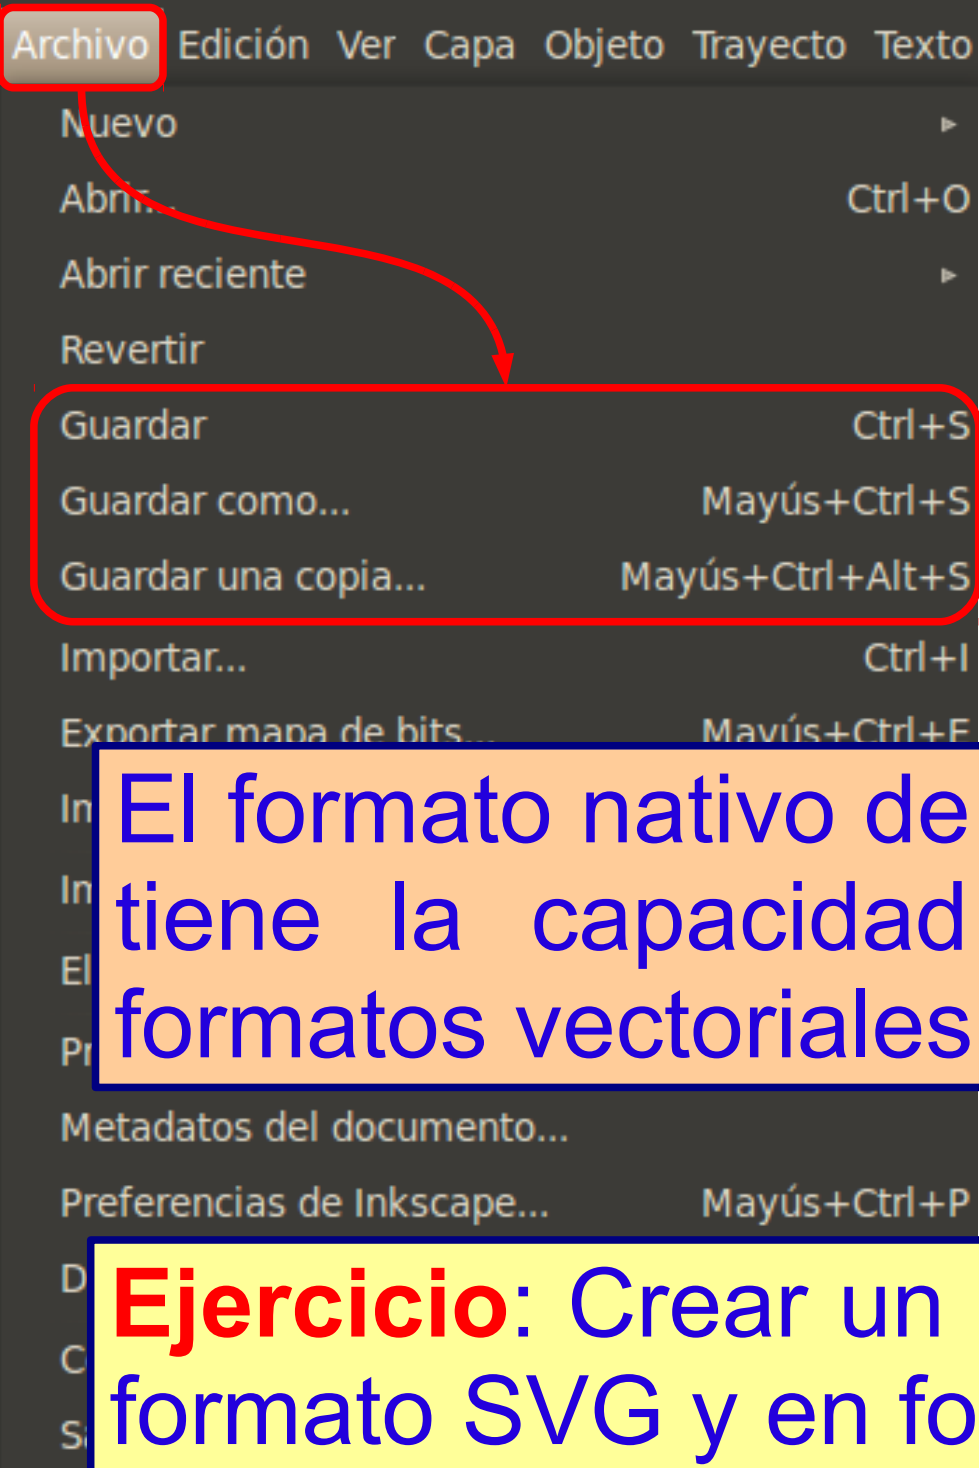 Archivo Edición Ver Capa Objeto Trayecto Texto
Nuevo
Abrir... Ctrl+O
Abrir reciente
Revertir
Guardar Ctrl+S
Guardar como... Mayús+Ctrl+S
Guardar una copia... Mayús+Ctrl+Alt+S
Importar... Ctrl+I
Exportar mapa de bits... Mayús+Ctrl+E
El formato nativo de
tiene la capacidad
formatos vectoriales
Metadatos del documento...
Preferencias de Inkscape... Mayús+Ctrl+P
Ejercicio: Crear un
formato SVG y en fo